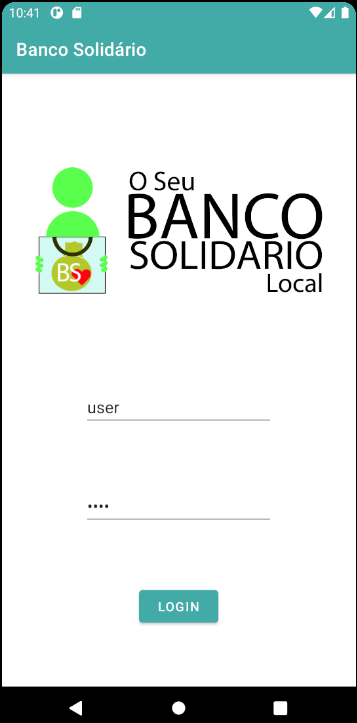 10:41
Banco Solidário
O Seu
BANCO
SOLIDARIO
Local
BS
user
••••
LOGIN